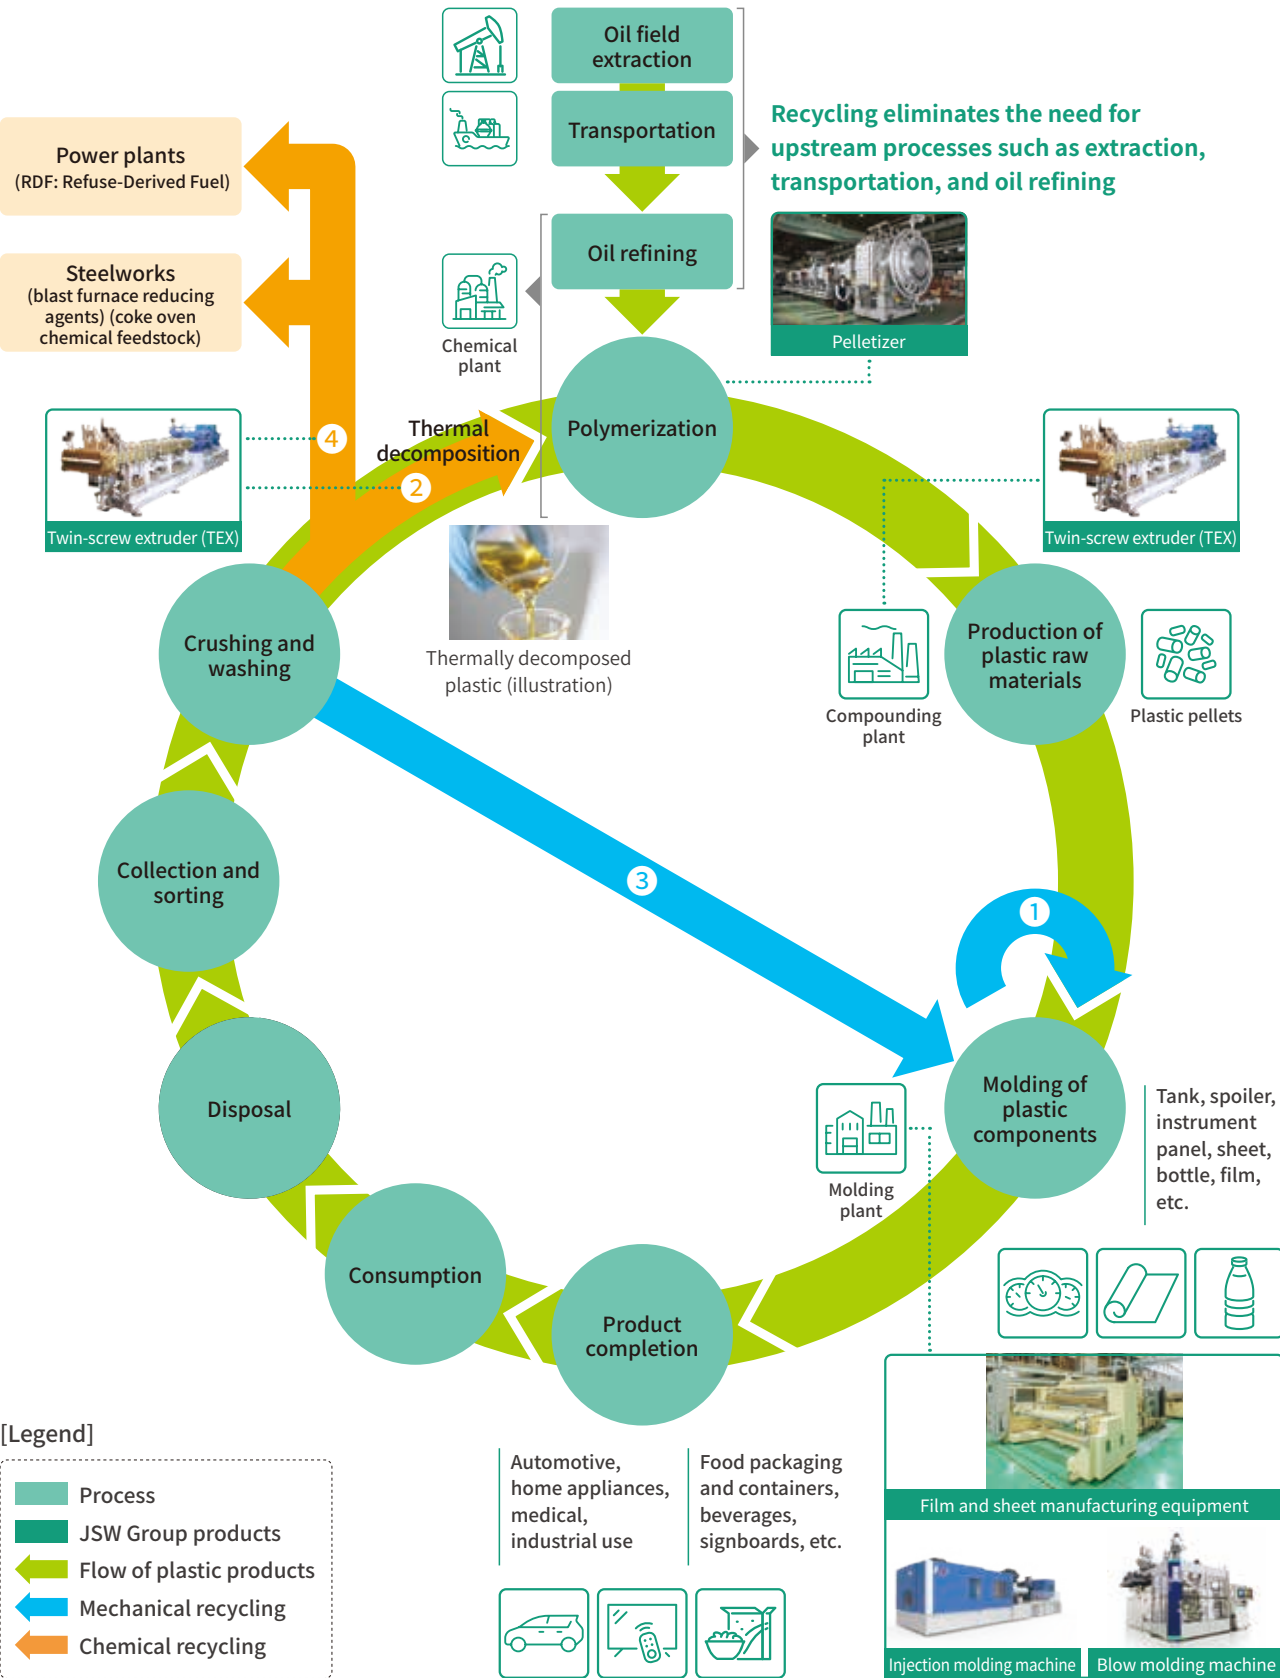 Oil field
extraction
Transportation
Oil refining
Recycling eliminates the need for
upstream processes such as extraction,
transportation, and oil refining
Power plants
(RDF: Refuse-Derived Fuel)
Steelworks
(blast furnace reducing
agents) (coke oven
chemical feedstock)
Chemical
plant
Pelletizer
Polymerization
Thermal
decomposition
4
2
Twin-screw extruder (TEX)
Twin-screw extruder (TEX)
Thermally decomposed
plastic (illustration)
Crushing and
washing
Production of
plastic raw
materials
Compounding
plant
Plastic pellets
Collection and
sorting
3
1
Disposal
Molding of
plastic
components
Tank, spoiler,
instrument
panel, sheet,
bottle, film,
etc.
Molding
plant
Consumption
Product
completion
Automotive,
home appliances,
medical,
industrial use
Food packaging
and containers,
beverages,
signboards, etc.
Film and sheet manufacturing equipment
Injection molding machine
Blow molding machine
[Legend]
Process
JSW Group products
Flow of plastic products
Mechanical recycling
Chemical recycling